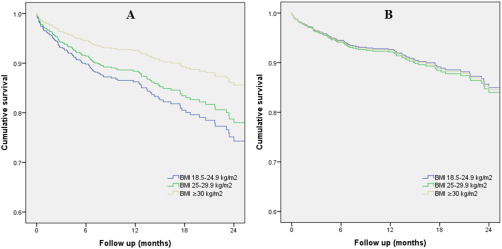 A
1.0
0.9
0.8
0.7
0.6
Cumulative survival
BMI 18.5-24.9 kg/m2
BMI 25-29.9 kg/m2
BMI ≥30 kg/m2
0 6 12 18 24
Follow up (months)
B
1.0
0.9
0.8
0.7
0.6
Cumulative survival
BMI 18.5-24.9 kg/m2
BMI 25-29.9 kg/m2
BMI ≥30 kg/m2
0 6 12 18 24
Follow up (months)